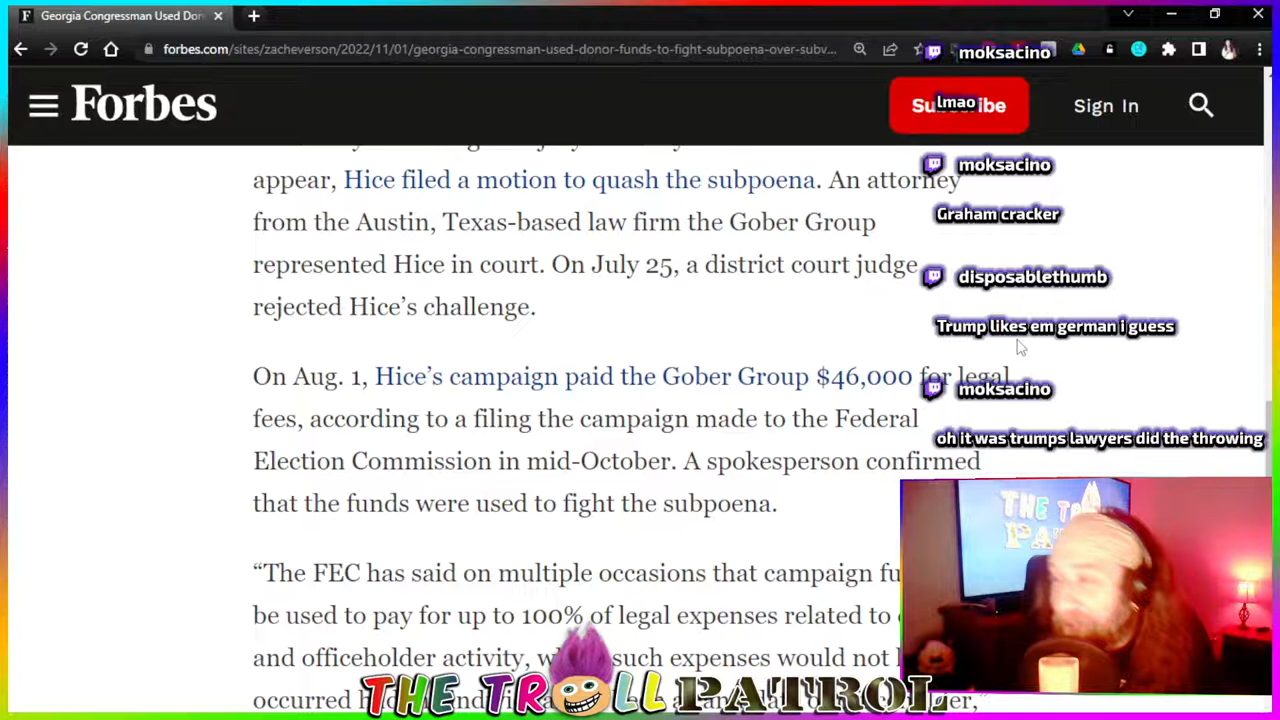 Georgia Congressman Used Don
forbes.com/sites/zacheverson/2022/11/01/georgia-congressman-used-donor-funds-to-fight-subpoena-over-subv...
Forbes
Subscribe
Sign In
appear, Hice filed a motion to quash the subpoena. An attorney
from the Austin, Texas-based law firm the Gober Group
represented Hice in court. On July 25, a district court judge
rejected Hice’s challenge.
On Aug. 1, Hice’s campaign paid the Gober Group $46,000 for legal
fees, according to a filing the campaign made to the Federal
Election Commission in mid-October. A spokesperson confirmed
that the funds were used to fight the subpoena.
“The FEC has said on multiple occasions that campaign
be used to pay for up to 100% of legal expenses related to
and officeholder activity, such expenses would not
occurred
moksacino
lmao
moksacino
Graham cracker
disposablethumb
Trump likes em german i guess
moksacino
oh it was trumps lawyers did the throwing
THE TR
PA
THE TROLL PATROL